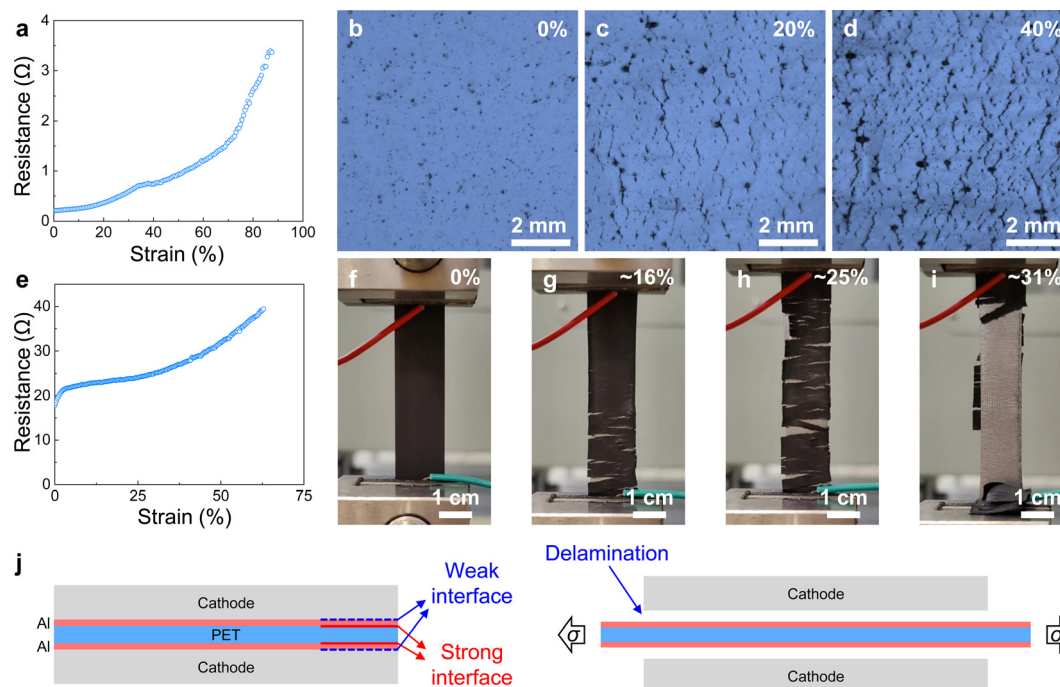 a
Resistance (Ω)
4
3
2
1
0
0 20 40 60 80 100
Strain (%)
b 0%
2 mm
c 20%
2 mm
d 40%
2 mm
e
Resistance (Ω)
40
30
20
10
0
0 25 50 75
Strain (%)
f 0%
1 cm
g ~16%
1 cm
h ~25%
1 cm
i ~31%
1 cm
j
Al
Al
Cathode
PET
Cathode
Weak
interface
Strong
interface
Delamination
Cathode
σ
Cathode